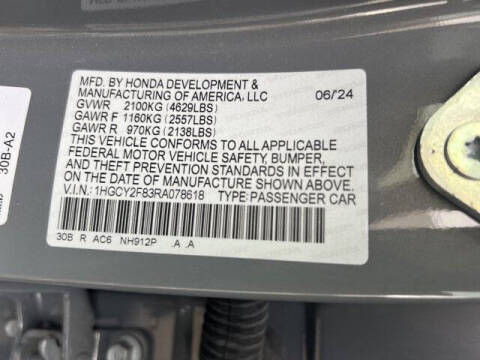 MFD. BY HONDA DEVELOPMENT &
MANUFACTURING OF AMERICA, LLC 06/24
GVWR 2100KG (4629LBS)
GAWR F 1160KG (2557LBS)
GAWR R 970KG (2138LBS)
THIS VEHICLE CONFORMS TO ALL APPLICABLE
FEDERAL MOTOR VEHICLE SAFETY, BUMPER,
AND THEFT PREVENTION STANDARDS IN EFFECT
ON THE DATE OF MANUFACTURE SHOWN ABOVE.
V.I.N.: 1HGCY2F83RA078618 TYPE: PASSENGER CAR
30B R AC6 NH912P .A .A
30B-A2